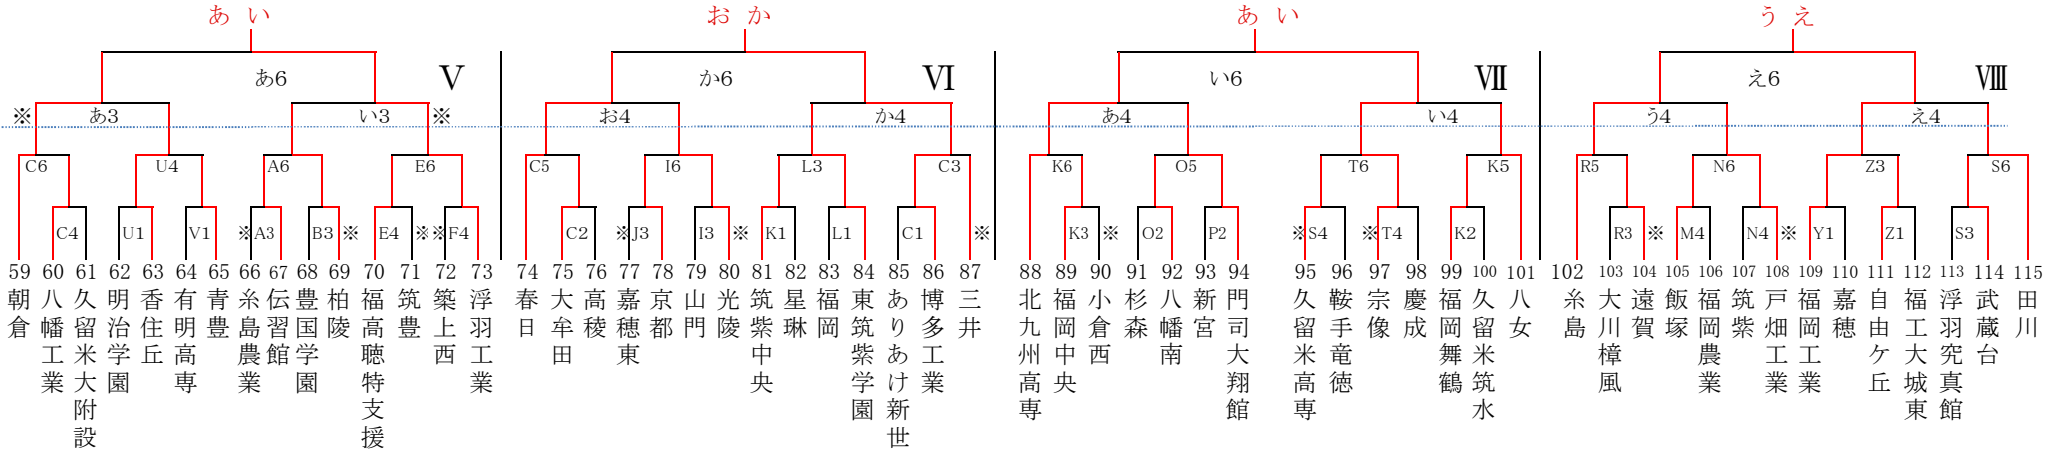 あ い
お か
あ い
う え
あ6
Ⅴ
か6
Ⅵ
い6
Ⅶ
え6
Ⅷ
※ あ3 い3 ※
お4 か4
あ4 い4
う4 え4
C6 U4 A6 E6
C5 I6 L3 C3
K6 O5 T6 K5
R5 N6 Z3 S6
C4 U1 V1 ※A3 B3 ※ E4 ※※F4
C2 ※J3 I3 ※ K1 L1 C1 ※
K3 ※ O2 P2 ※S4 ※T4 K2
R3 ※ M4 N4 ※ Y1 Z1 S3
59 朝倉
60 八幡工業
61 久留米大附設
62 明治学園
63 香住丘
64 有明高専
65 青豊
66 糸島農業
67 伝習館
68 豊国学園
69 柏陵
70 福高聴特支援
71 筑豊
72 築上西
73 浮羽工業
74 春日
75 大牟田
76 高稜
77 嘉穂東
78 京都
79 山門
80 光陵
81 筑紫中央
82 星琳
83 福岡
84 東筑紫学園
85 ありあけ新世
86 博多工業
87 三井
88 北九州高専
89 福岡中央
90 小倉西
91 杉森
92 八幡南
93 新宮
94 門司大翔館
95 久留米高専
96 鞍手竜徳
97 宗像
98 慶成
99 福岡舞鶴
100 久留米筑水
101 八女
102 糸島
103 大川樟風
104 遠賀
105 飯塚
106 福岡農業
107 筑紫
108 戸畑工業
109 福岡工業
110 嘉穂
111 自由ケ丘
112 福工大城東
113 浮羽究真館
114 武蔵台
115 田川